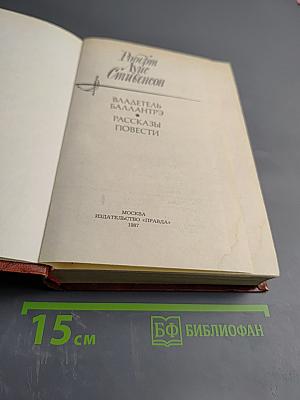 Роберт
Луис
Стивенсон
ВЛАДЕТЕЛЬ
БАЛЛАНТРЭ
•
РАССКАЗЫ
ПОВЕСТИ
МОСКВА
ИЗДАТЕЛЬСТВО «ПРАВДА»
1987
15 см
БФ БИБЛИОФАН